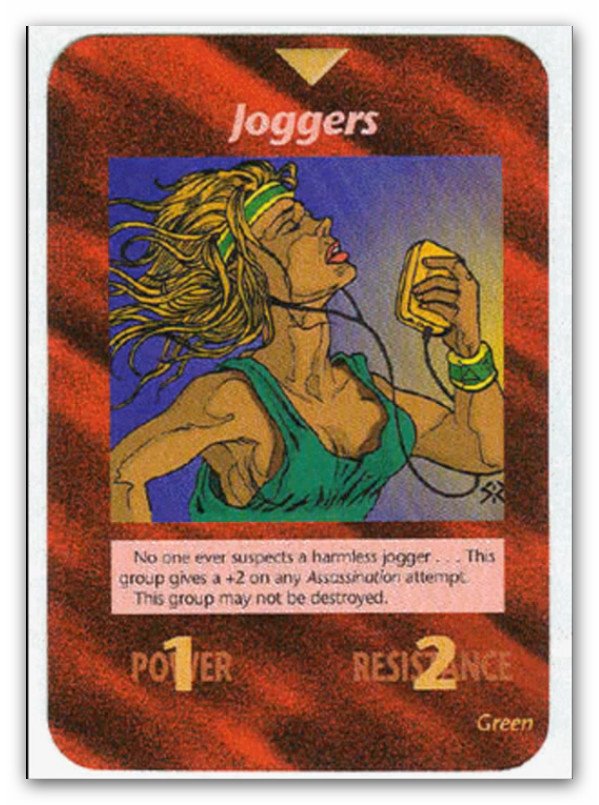 Joggers
SR
No one ever suspects a harmless jogger . . . This
group gives a +2 on any Assassination attempt.
This group may not be destroyed.
POWER 1
RESISTANCE 2
Green